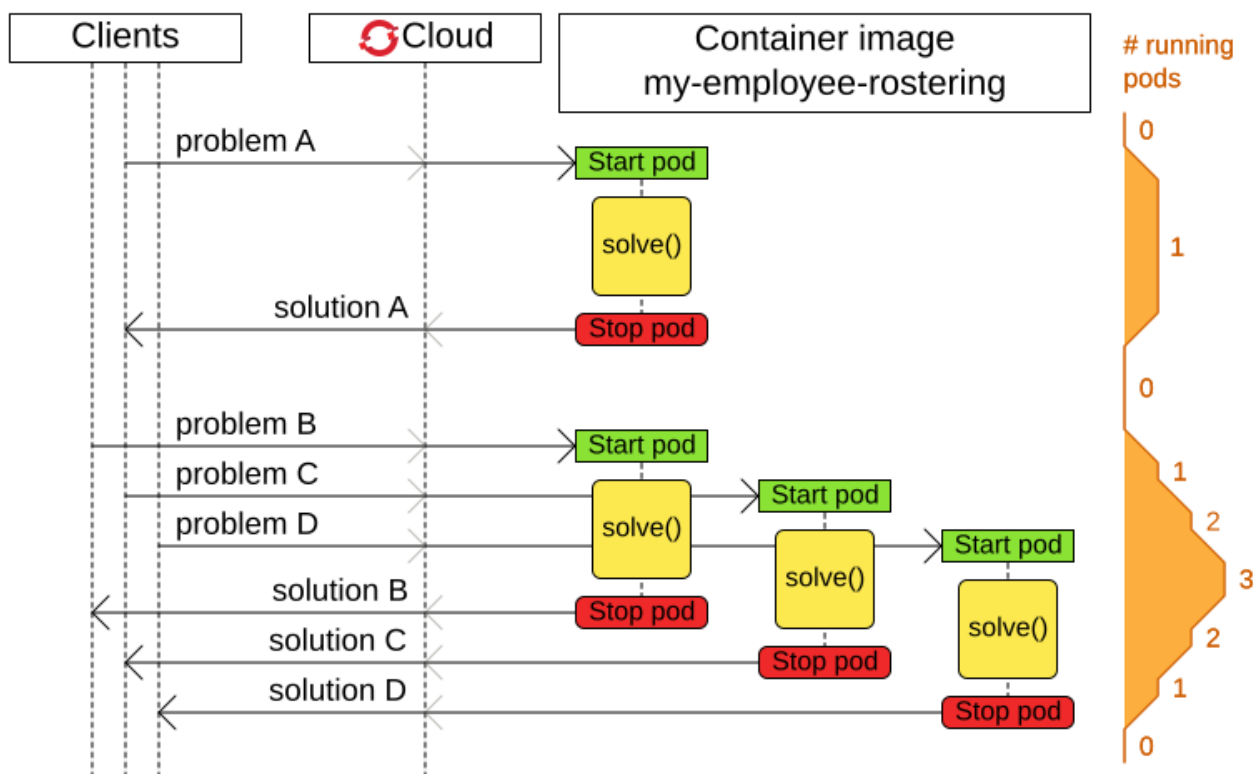 Clients
Cloud
Container image
my-employee-rostering
# running
pods
0
problem A
Start pod
solve()
1
solution A
Stop pod
0
problem B
Start pod
1
problem C
Start pod
2
problem D
solve()
Start pod
3
solution B
solve()
Stop pod
2
solution C
solve()
Stop pod
1
solution D
Stop pod
0